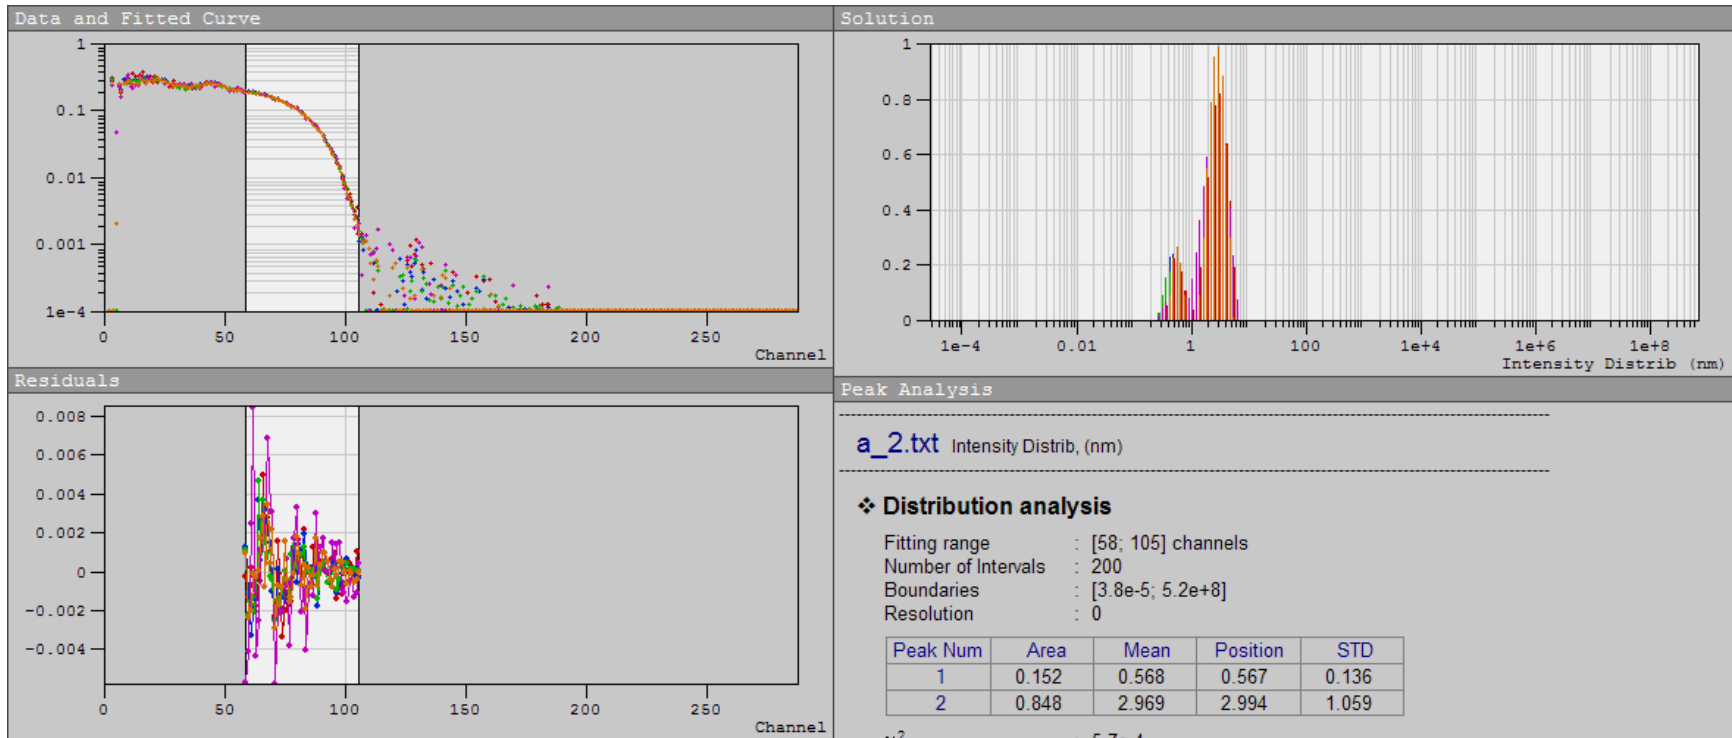 Data and Fitted Curve
1
0.1
0.01
0.001
1e-4
0 50 100 150 200 250
Channel
Solution
1
0.8
0.6
0.4
0.2
0
1e-4 0.01 1 100 1e+4 1e+6 1e+8
Intensity Distrib (nm)
Residuals
0.008
0.006
0.004
0.002
0
-0.002
-0.004
0 50 100 150 200 250
Channel
Peak Analysis
a_2.txt Intensity Distrib, (nm)
❖ Distribution analysis
Fitting range : [58; 105] channels
Number of Intervals : 200
Boundaries : [3.8e-5; 5.2e+8]
Resolution : 0
Peak Num Area Mean Position STD
1 0.152 0.568 0.567 0.136
2 0.848 2.969 2.994 1.059